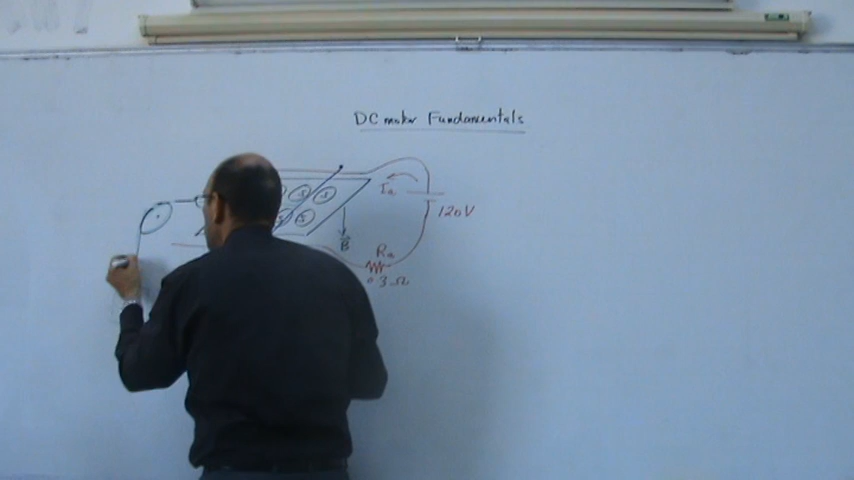 DC motor Fundamentals
S S
S S
Ia
120V
B
Ra
0.3 Ω